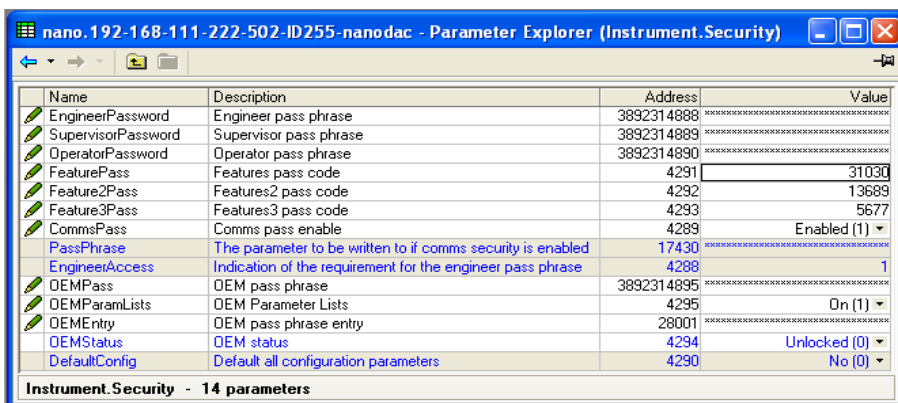 nano.192-168-111-222-502-ID255-nanodac - Parameter Explorer (Instrument.Security)
Name Description Address Value
EngineerPassword Engineer pass phrase 3892314888 ****************************
SupervisorPassword Supervisor pass phrase 3892314889 ****************************
OperatorPassword Operator pass phrase 3892314890 ****************************
FeaturePass Features pass code 4291 31030
Feature2Pass Features2 pass code 4292 13689
Feature3Pass Features3 pass code 4293 5677
CommsPass Comms pass enable 4289 Enabled (1)
PassPhrase The parameter to be written to if comms security is enabled 17430 ****************************
EngineerAccess Indication of the requirement for the engineer pass phrase 4288 1
OEMPass OEM pass phrase 3892314895 ****************************
OEMParamLists OEM Parameter Lists 4295 On (1)
OEMEntry OEM pass phrase entry 28001 ****************************
OEMStatus OEM status 4294 Unlocked (0)
DefaultConfig Default all configuration parameters 4290 No (0)
Instrument.Security - 14 parameters